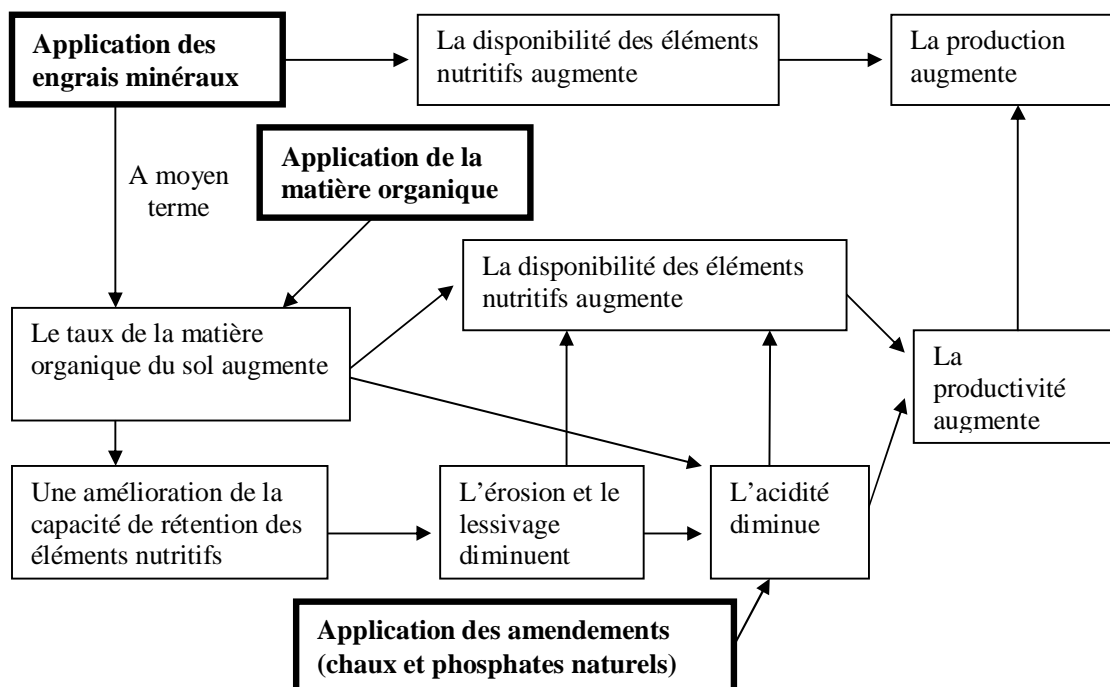 Application des
engrais minéraux
La disponibilité des éléments
nutritifs augmente
La production
augmente
A moyen
terme
Application de la
matière organique
La disponibilité des éléments
nutritifs augmente
Le taux de la matière
organique du sol augmente
La
productivité
augmente
Une amélioration de la
capacité de rétention des
éléments nutritifs
L'érosion et le
lessivage
diminuent
L'acidité
diminue
Application des amendements
(chaux et phosphates naturels)